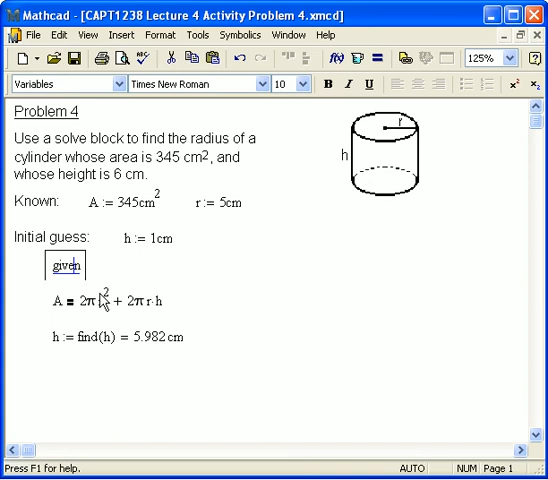 Mathcad - [CAPT1238 Lecture 4 Activity Problem 4.xmcd]
File Edit View Insert Format Tools Symbolics Window Help
125%
Variables Times New Roman 10 B I U
Problem 4
Use a solve block to find the radius of a
cylinder whose area is 345 cm², and
whose height is 6 cm.
Known: A := 345cm² r := 5cm
Initial guess: h := 1cm
given
A = 2π r² + 2π r·h
h := find(h) = 5.982 cm
r
h
Press F1 for help. AUTO NUM Page 1